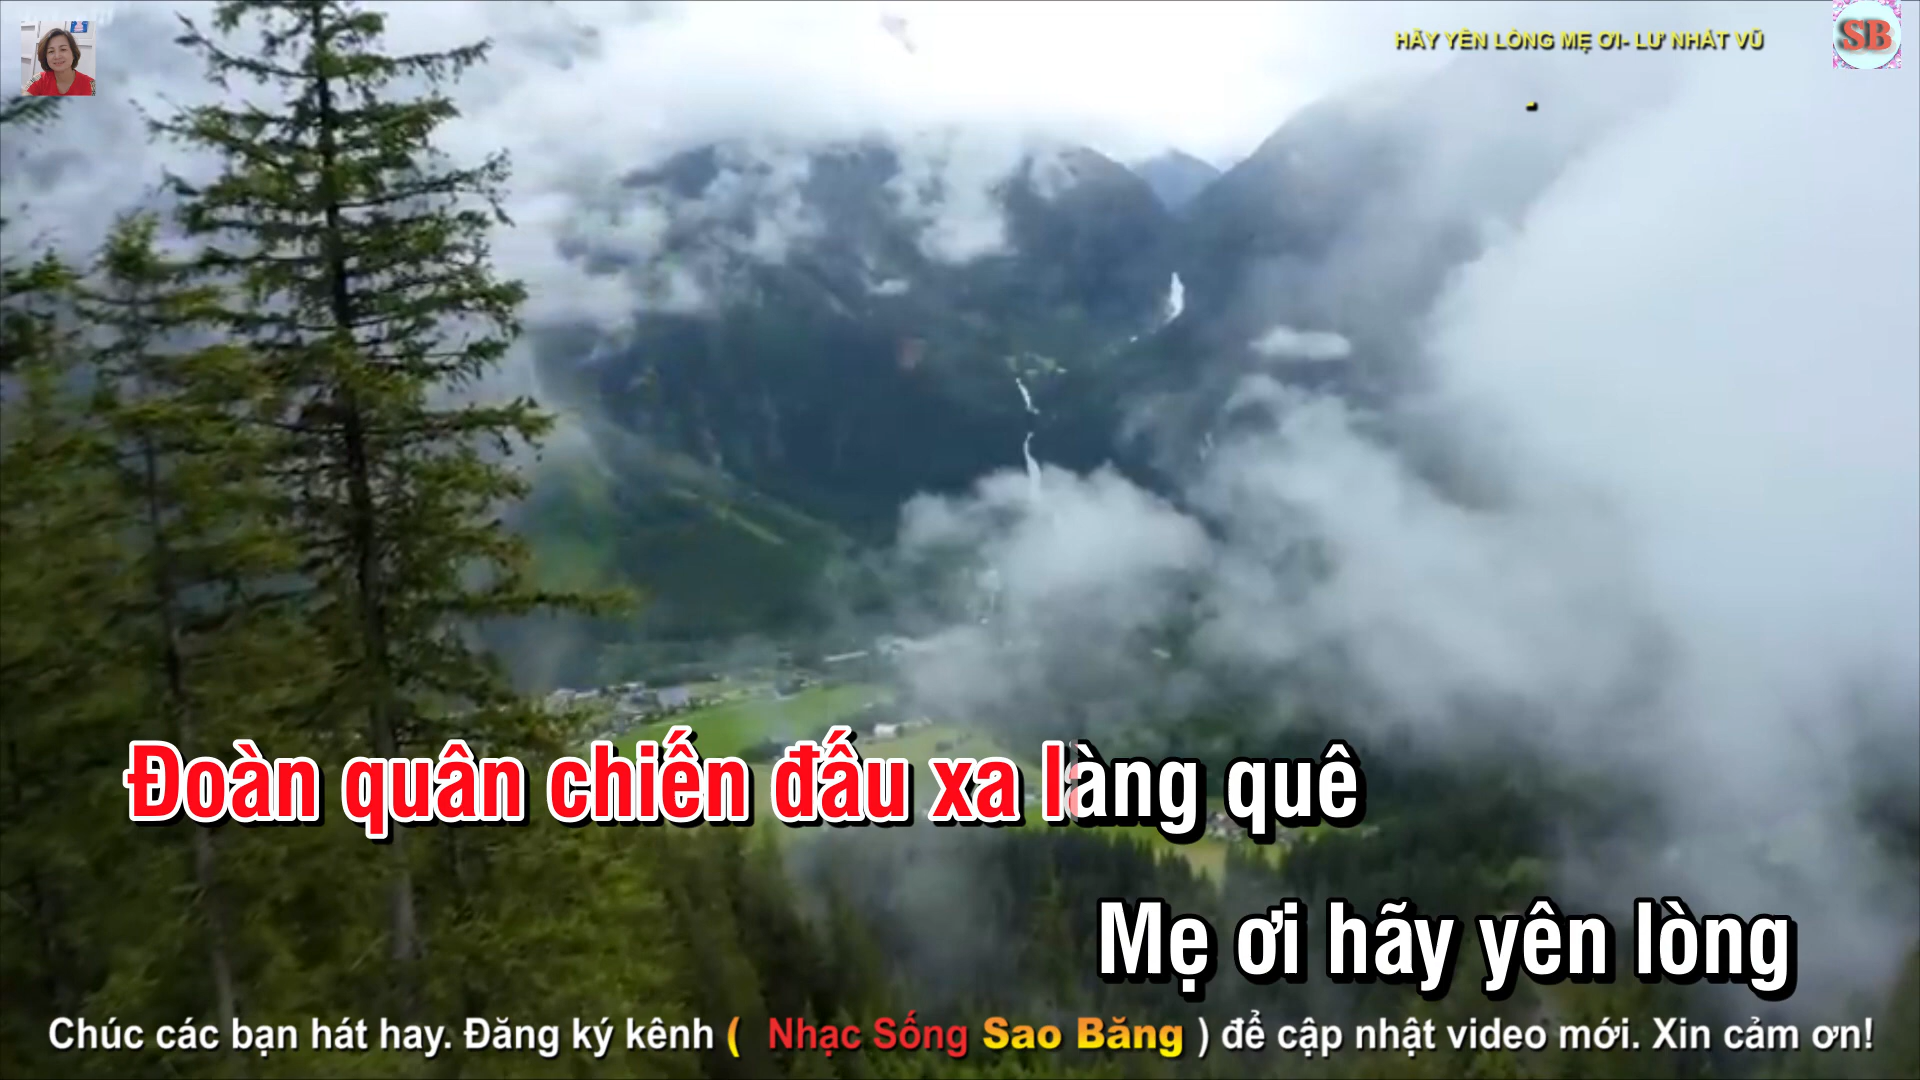 HÃY YÊN LÒNG MẸ ƠI- LƯ NHẤT VŨ
SB
-
Đoàn quân chiến đấu xa làng quê
Mẹ ơi hãy yên lòng
Chúc các bạn hát hay. Đăng ký kênh ( Nhạc Sống Sao Băng ) để cập nhật video mới. Xin cảm ơn!